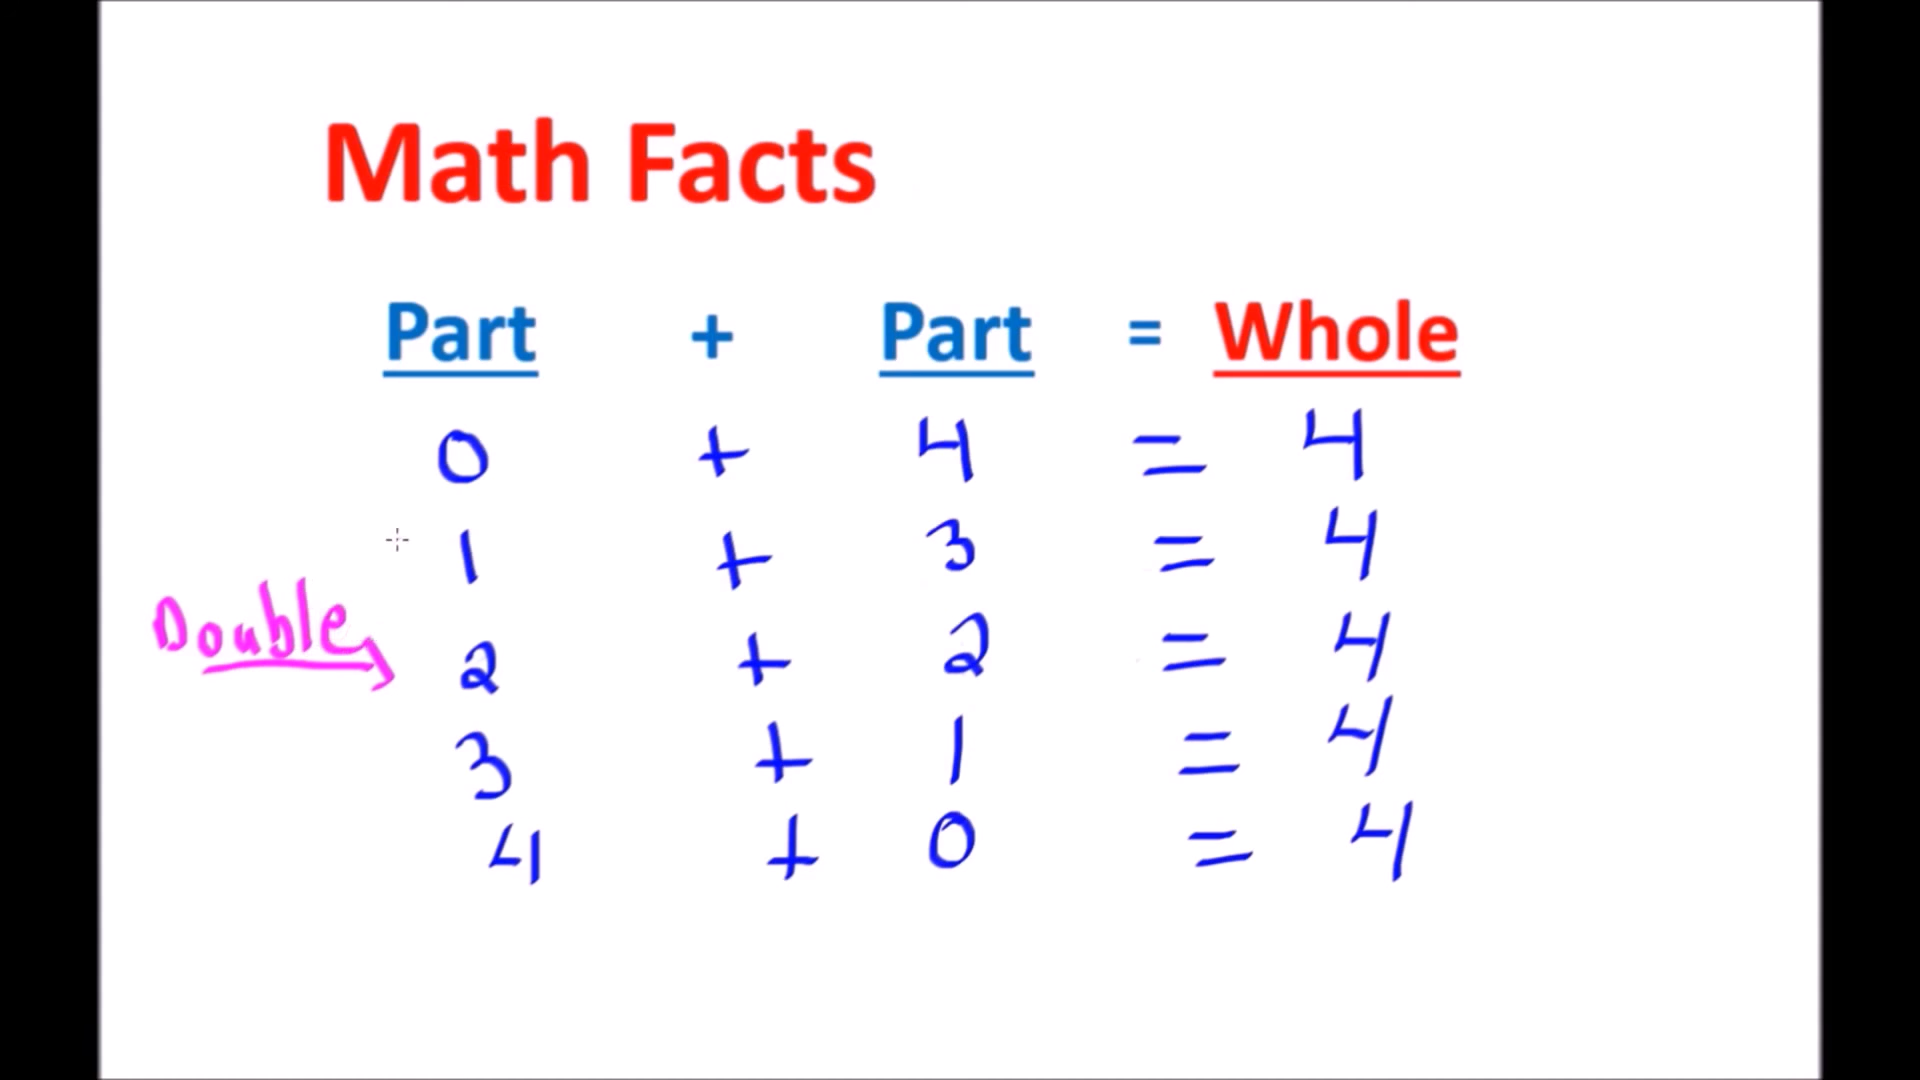 Math Facts
Part + Part = Whole
0 + 4 = 4
1 + 3 = 4
Double
2 + 2 = 4
3 + 1 = 4
4 + 0 = 4